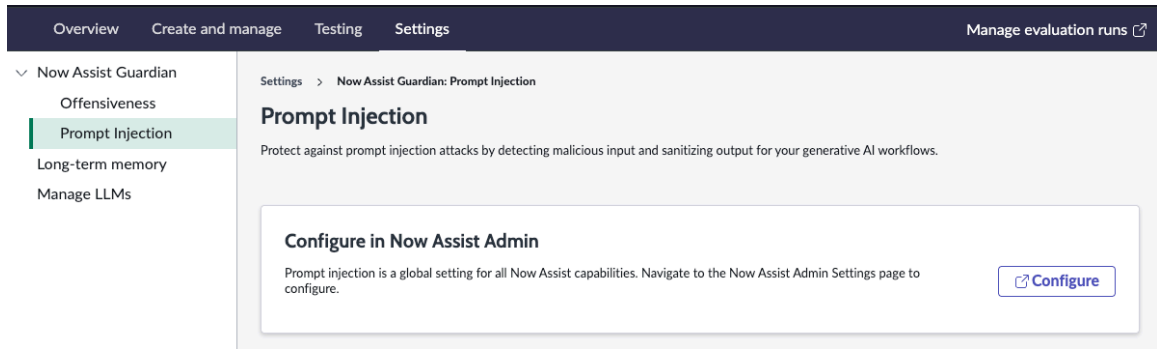 Overview Create and manage Testing Settings Manage evaluation runs
Now Assist Guardian
Offensiveness
Prompt Injection
Long-term memory
Manage LLMs
Settings > Now Assist Guardian: Prompt Injection
Prompt Injection
Protect against prompt injection attacks by detecting malicious input and sanitizing output for your generative AI workflows.
Configure in Now Assist Admin
Prompt injection is a global setting for all Now Assist capabilities. Navigate to the Now Assist Admin Settings page to
configure.
Configure